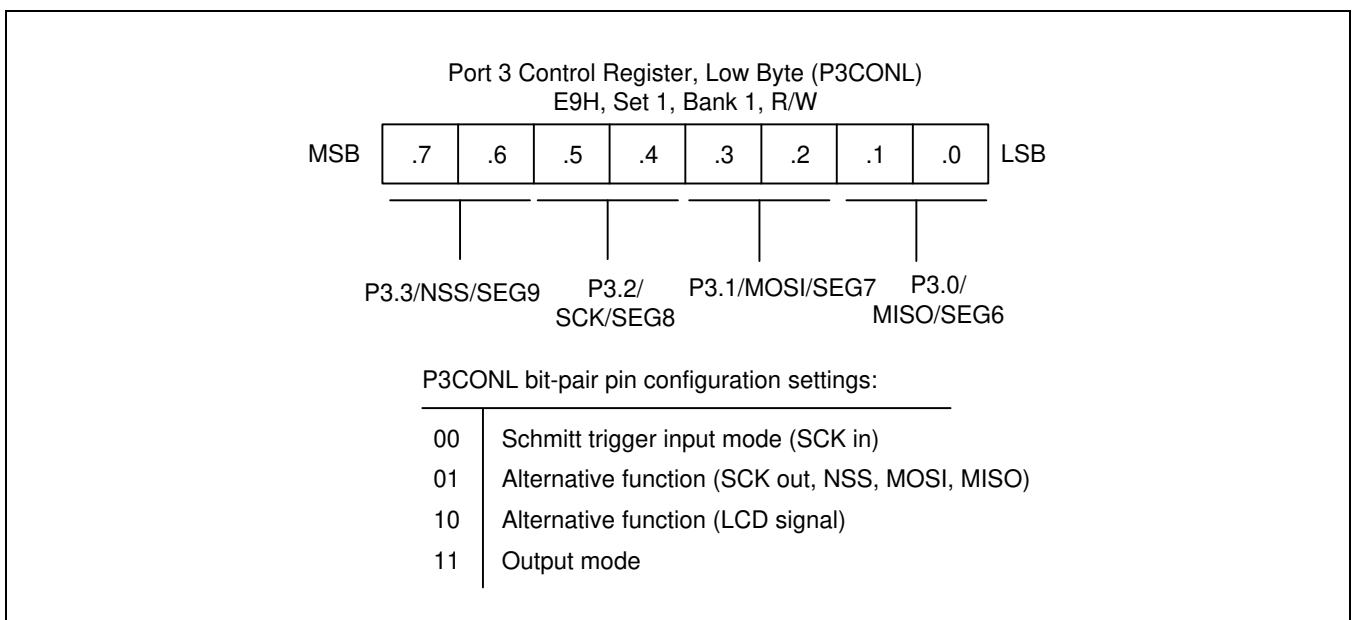 Port 3 Control Register, Low Byte (P3CONL)
E9H, Set 1, Bank 1, R/W
MSB .7 .6 .5 .4 .3 .2 .1 .0 LSB
P3.3/NSS/SEG9
P3.2/
SCK/SEG8
P3.1/MOSI/SEG7
P3.0/
MISO/SEG6
P3CONL bit-pair pin configuration settings:
00 Schmitt trigger input mode (SCK in)
01 Alternative function (SCK out, NSS, MOSI, MISO)
10 Alternative function (LCD signal)
11 Output mode